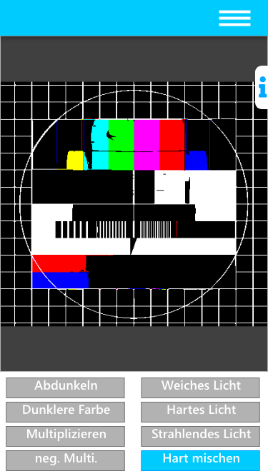 i
Abdunkeln
Weiches Licht
Dunklere Farbe
Hartes Licht
Multiplizieren
Strahlendes Licht
neg. Multi.
Hart mischen